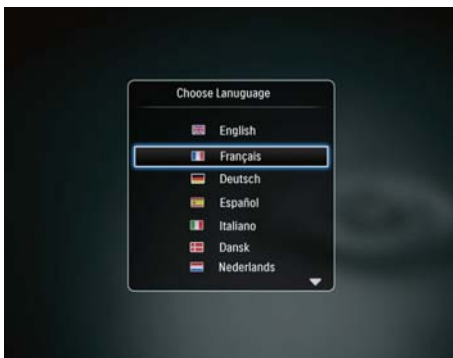 Choose Lanuguage
English
Français
Deutsch
Español
Italiano
Dansk
Nederlands